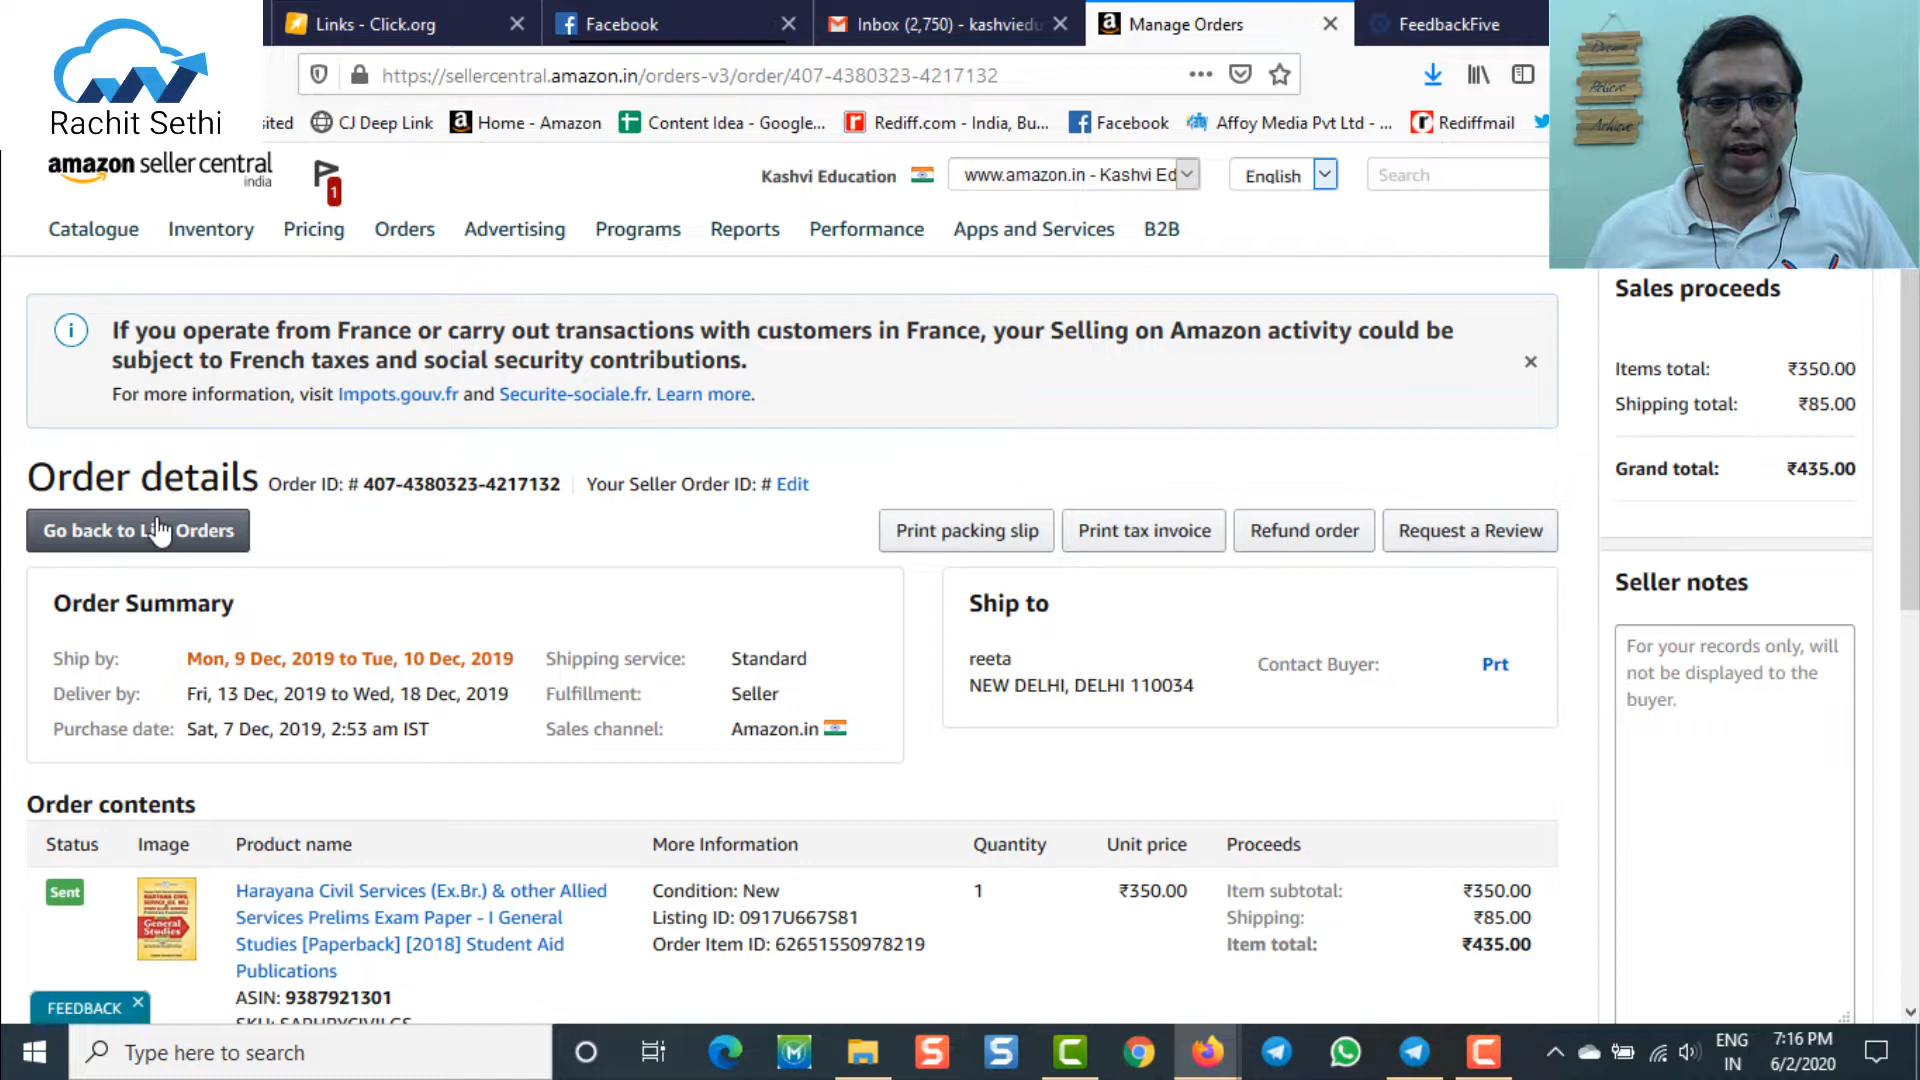 Links - Click.org
Facebook
Inbox (2,750) - kashviedu
Manage Orders
FeedbackFive
https://sellercentral.amazon.in/orders-v3/order/407-4380323-4217132
Rachit Sethi
sited
CJ Deep Link
Home - Amazon
Content Idea - Google...
Rediff.com - India, Bu...
Facebook
Affoy Media Pvt Ltd - ...
Rediffmail
Dream
Believe
Achieve
amazon seller central
india
1
Kashvi Education
www.amazon.in - Kashvi Ed
English
Search
Catalogue Inventory Pricing Orders Advertising Programs Reports Performance Apps and Services B2B
If you operate from France or carry out transactions with customers in France, your Selling on Amazon activity could be
subject to French taxes and social security contributions.
For more information, visit Impots.gouv.fr and Securite-sociale.fr. Learn more.
Sales proceeds
Items total: ₹350.00
Shipping total: ₹85.00
Grand total: ₹435.00
Order details Order ID: # 407-4380323-4217132 Your Seller Order ID: # Edit
Go back to Li Orders
Print packing slip
Print tax invoice
Refund order
Request a Review
Order Summary
Ship by: Mon, 9 Dec, 2019 to Tue, 10 Dec, 2019
Deliver by: Fri, 13 Dec, 2019 to Wed, 18 Dec, 2019
Purchase date: Sat, 7 Dec, 2019, 2:53 am IST
Shipping service: Standard
Fulfillment: Seller
Sales channel: Amazon.in
Ship to
reeta
NEW DELHI, DELHI 110034
Contact Buyer: Prt
Seller notes
For your records only, will
not be displayed to the
buyer.
Order contents
Status Image Product name More Information Quantity Unit price Proceeds
Sent
General
Studies
Harayana Civil Services (Ex.Br.) & other Allied
Services Prelims Exam Paper - I General
Studies [Paperback] [2018] Student Aid
Publications
ASIN: 9387921301
Condition: New
Listing ID: 0917U667S81
Order Item ID: 62651550978219
1
₹350.00
Item subtotal: ₹350.00
Shipping: ₹85.00
Item total: ₹435.00
FEEDBACK
Type here to search
ENG
IN
7:16 PM
6/2/2020